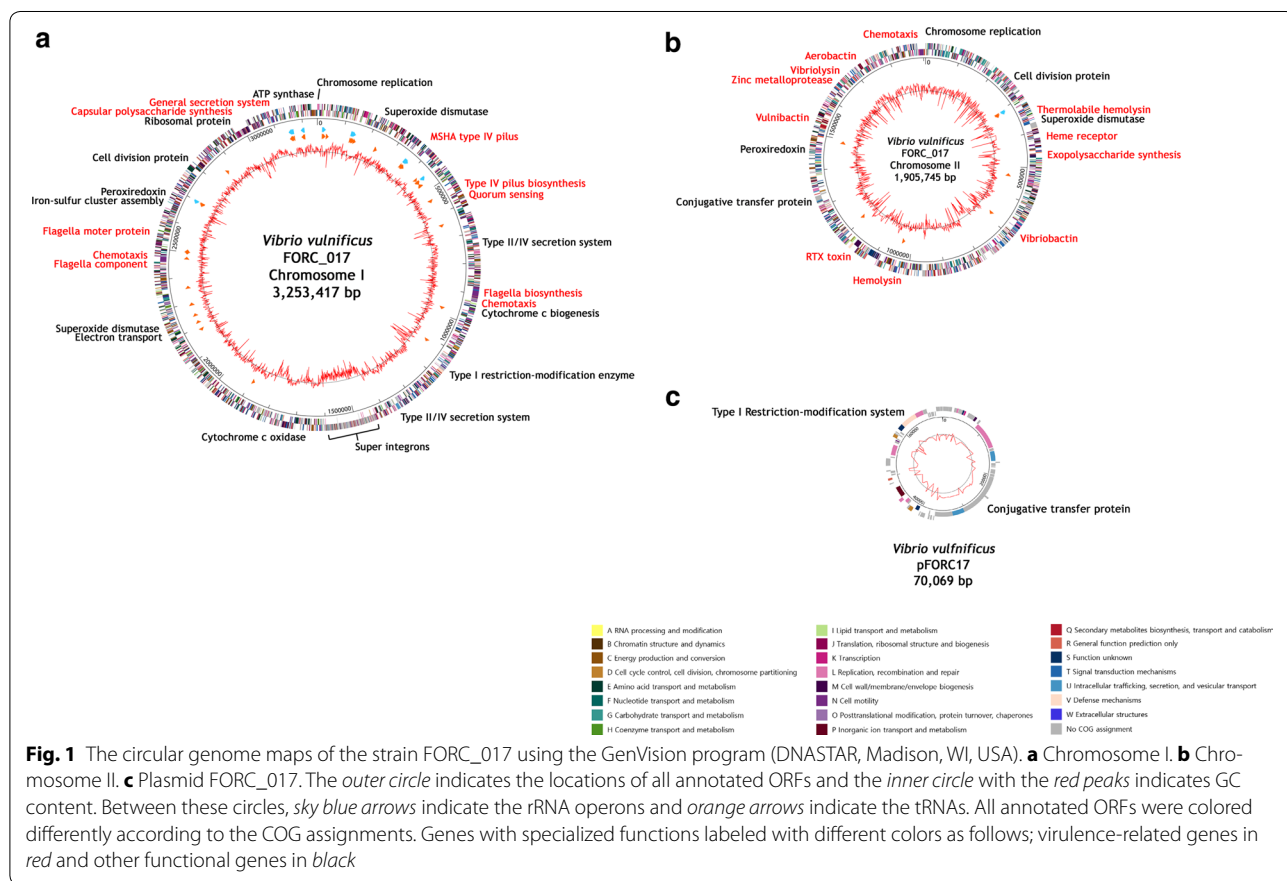 a
Chromosome replication
ATP synthase
General secretion system
Capsular polysaccharide synthesis
Ribosomal protein
Superoxide dismutase
MSHA type IV pilus
Cell division protein
Type IV pilus biosynthesis
Quorum sensing
Peroxiredoxin
Iron-sulfur cluster assembly
Flagella moter protein
Type II/IV secretion system
Chemotaxis
Flagella component
Flagella biosynthesis
Chemotaxis
Cytochrome c biogenesis
Superoxide dismutase
Electron transport
Type I restriction-modification enzyme
Type II/IV secretion system
Cytochrome c oxidase
Super integrons
0
500000
1000000
1500000
2000000
2500000
3000000
Vibrio vulnificus
FORC_017
Chromosome I
3,253,417 bp
b
Chemotaxis
Chromosome replication
Aerobactin
Vibriolysin
Zinc metalloprotease
Cell division protein
Vulnibactin
Thermolabile hemolysin
Superoxide dismutase
Heme receptor
Peroxiredoxin
Exopolysaccharide synthesis
Conjugative transfer protein
Vibriobactin
RTX toxin
Hemolysin
0
500000
1000000
1500000
Vibrio vulnificus
FORC_017
Chromosome II
1,905,745 bp
c
Type I Restriction-modification system
Conjugative transfer protein
Vibrio vulfnificus
pFORC17
70,069 bp
A RNA processing and modification
B Chromatin structure and dynamics
C Energy production and conversion
D Cell cycle control, cell division, chromosome partitioning
E Amino acid transport and metabolism
F Nucleotide transport and metabolism
G Carbohydrate transport and metabolism
H Coenzyme transport and metabolism
I Lipid transport and metabolism
J Translation, ribosomal structure and biogenesis
K Transcription
L Replication, recombination and repair
M Cell wall/membrane/envelope biogenesis
N Cell motility
O Posttranslational modification, protein turnover, chaperones
P Inorganic ion transport and metabolism
Q Secondary metabolites biosynthesis, transport and catabolism
R General function prediction only
S Function unknown
T Signal transduction mechanisms
U Intracellular trafficking, secretion, and vesicular transport
V Defense mechanisms
W Extracellular structures
No COG assignment
Fig. 1 The circular genome maps of the strain FORC_017 using the GenVision program (DNASTAR, Madison, WI, USA). a Chromosome I. b Chro-
mosome II. c Plasmid FORC_017. The outer circle indicates the locations of all annotated ORFs and the inner circle with the red peaks indicates GC
content. Between these circles, sky blue arrows indicate the rRNA operons and orange arrows indicate the tRNAs. All annotated ORFs were colored
differently according to the COG assignments. Genes with specialized functions labeled with different colors as follows; virulence-related genes in
red and other functional genes in black